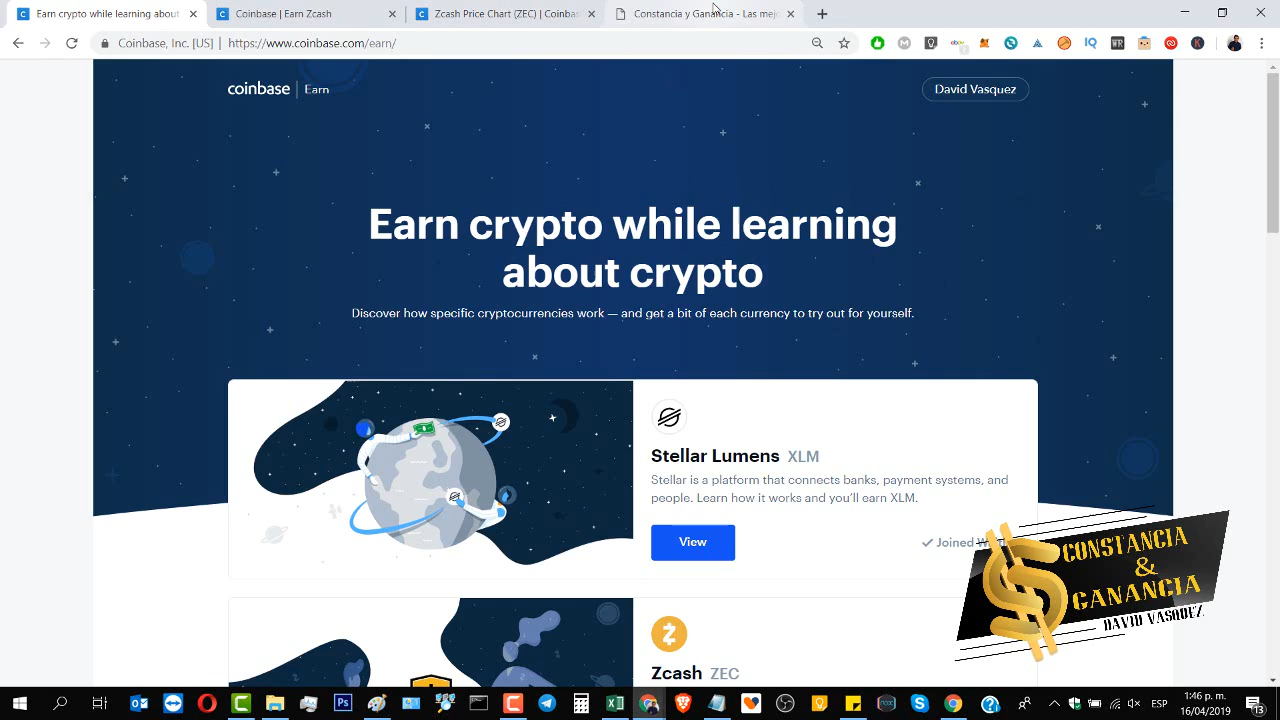 Earn crypto while learning about
Coinbase | Earn Zcash
Zcash Price Chart (ZEC) | Coinbas
Constancia y Ganancia - Las mejo
Coinbase, Inc. [US] | https://www.coinbase.com/earn/
coinbase | Earn
David Vasquez
Earn crypto while learning
about crypto
Discover how specific cryptocurrencies work — and get a bit of each currency to try out for yourself.
Stellar Lumens XLM
Stellar is a platform that connects banks, payment systems, and
people. Learn how it works and you'll earn XLM.
View
Joined
CONSTANCIA
&
GANANCIA
DAVID VASQUEZ
Zcash ZEC
ESP
1:46 p. m.
16/04/2019